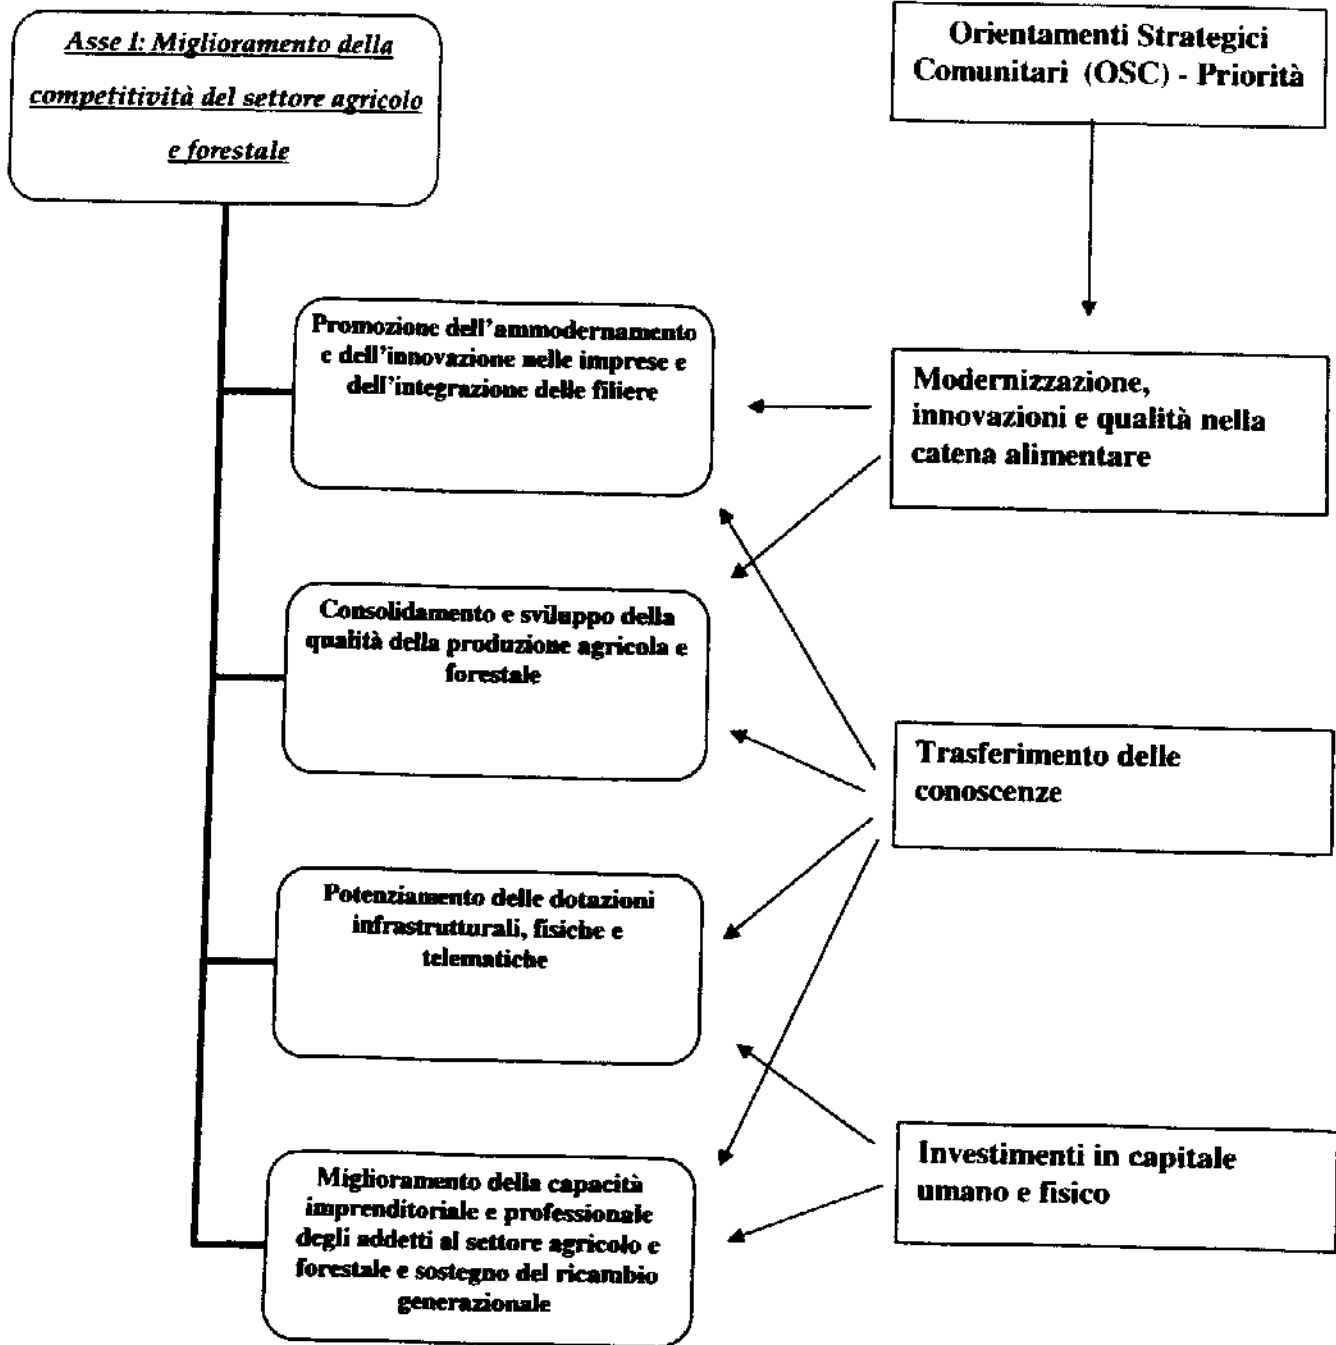 Asse I: Miglioramento della
competitività del settore agricolo
e forestale
Orientamenti Strategici
Comunitari (OSC) - Priorità
Promozione dell'ammodernamento
e dell'innovazione nelle imprese e
dell'integrazione delle filiere
Modernizzazione,
innovazioni e qualità nella
catena alimentare
Consolidamento e sviluppo della
qualità della produzione agricola e
forestale
Trasferimento delle
conoscenze
Potenziamento delle dotazioni
infrastrutturali, fisiche e
telematiche
Investimenti in capitale
umano e fisico
Miglioramento della capacità
imprenditoriale e professionale
degli addetti al settore agricolo e
forestale e sostegno del ricambio
generazionale